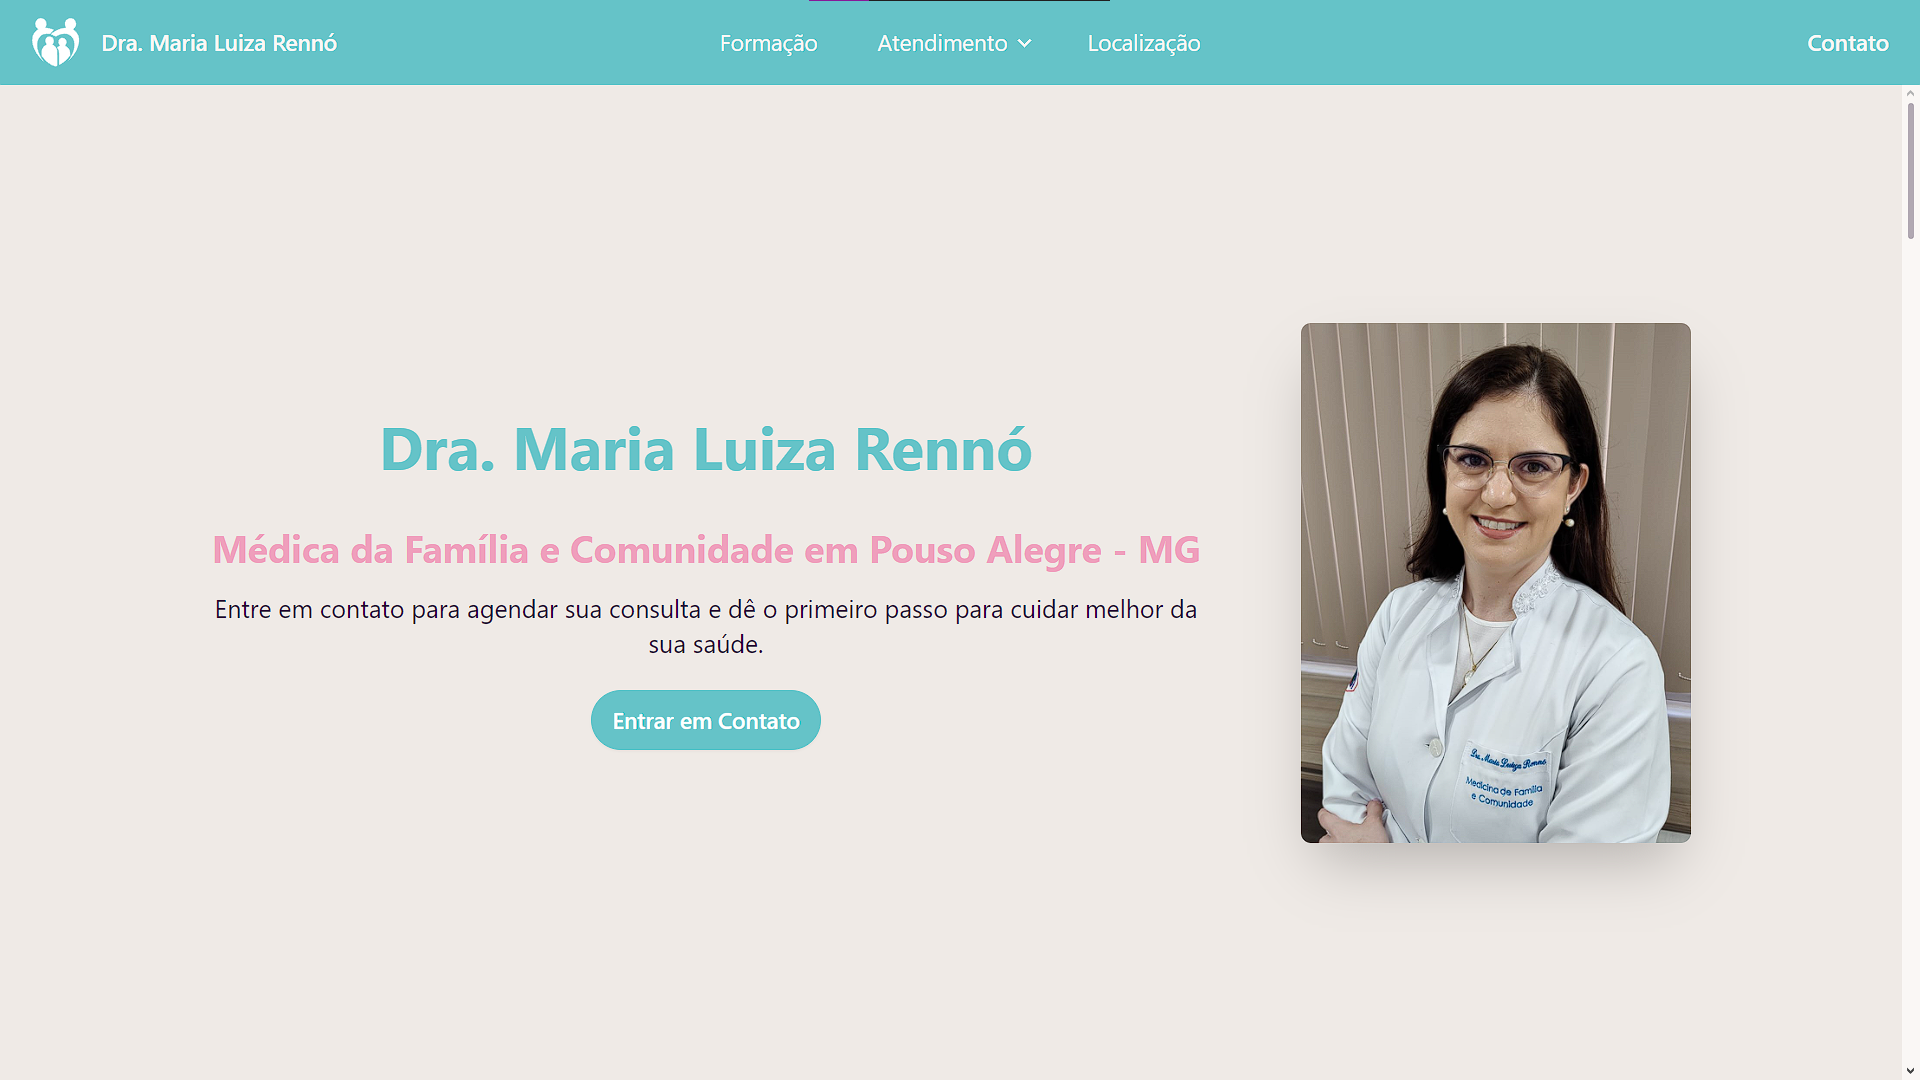 Dra. Maria Luiza Rennó
Formação
Atendimento
Localização
Contato
Dra. Maria Luiza Rennó
Médica da Família e Comunidade em Pouso Alegre - MG
Entre em contato para agendar sua consulta e dê o primeiro passo para cuidar melhor da
sua saúde.
Entrar em Contato
Dra. Maria Luiza Rennó
Medicina de Família
e Comunidade